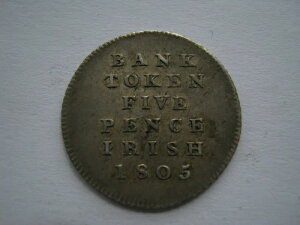 BANK
TOKEN
FIVE
PENCE
IRISH
1805